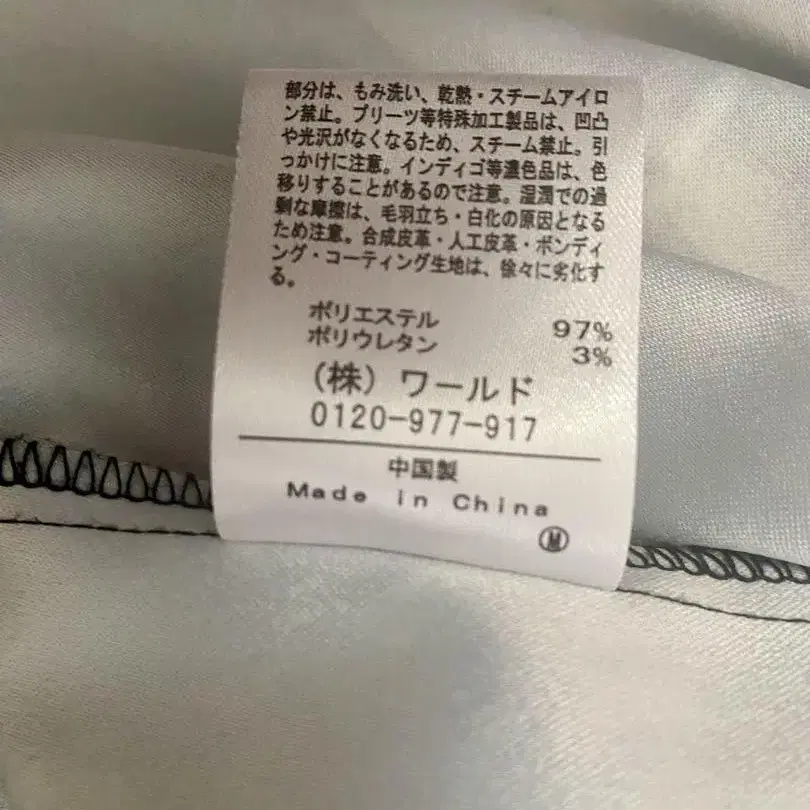 部分は、もみ洗い、乾熱・スチームアイロ
ン禁止。プリーツ等特殊加工製品は、凹凸
や光沢がなくなるため、スチーム禁止。引
っかけに注意。インディゴ等濃色品は、色
移りすることがあるので注意。湿潤での過
剰な摩擦は、毛羽立ち・白化の原因となる
ため注意。合成皮革・人工皮革・ボンディ
ング・コーティング生地は、徐々に劣化す
る。
ポリエステル 97%
ポリウレタン 3%
（株）ワールド
0120-977-917
中国製
Made in China
M